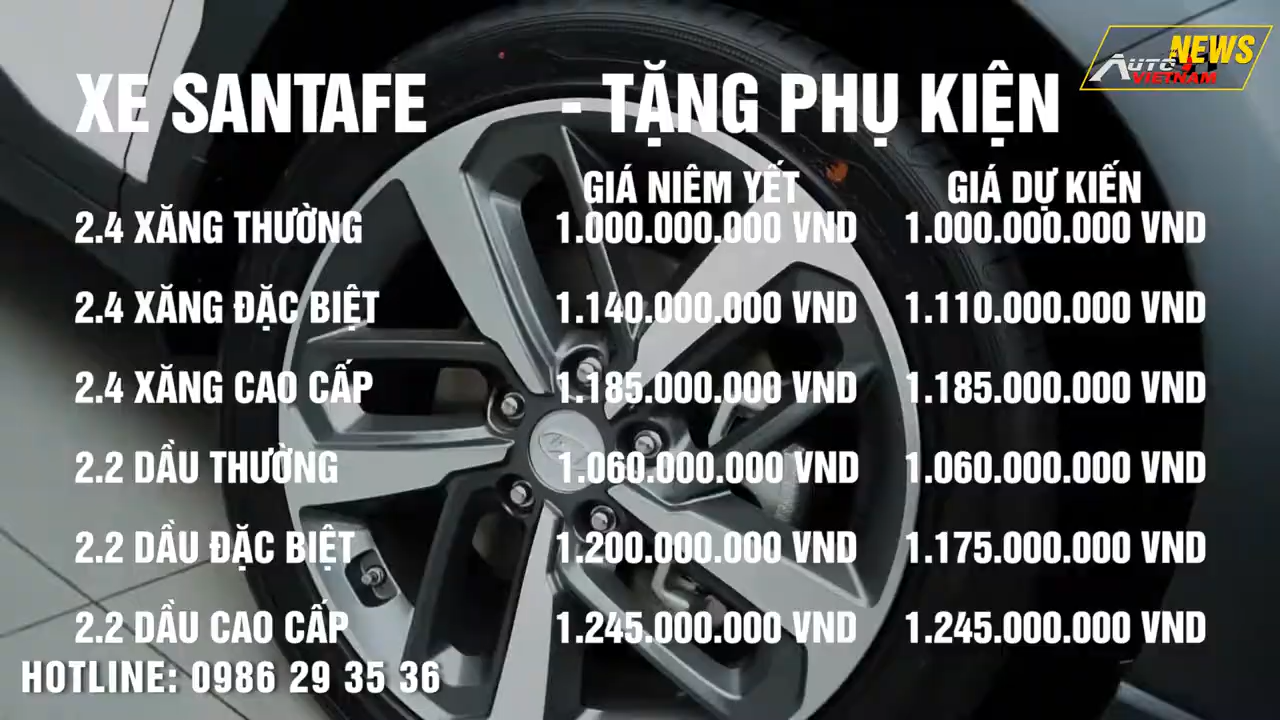 NEWS
AUTO
VIETNAM
XE SANTAFE - TẶNG PHỤ KIỆN
GIÁ NIÊM YẾT GIÁ DỰ KIẾN
2.4 XĂNG THƯỜNG 1.000.000.000 VND 1.000.000.000 VND
2.4 XĂNG ĐẶC BIỆT 1.140.000.000 VND 1.110.000.000 VND
2.4 XĂNG CAO CẤP 1.185.000.000 VND 1.185.000.000 VND
2.2 DẦU THƯỜNG 1.060.000.000 VND 1.060.000.000 VND
2.2 DẦU ĐẶC BIỆT 1.200.000.000 VND 1.175.000.000 VND
2.2 DẦU CAO CẤP 1.245.000.000 VND 1.245.000.000 VND
HOTLINE: 0986 29 35 36